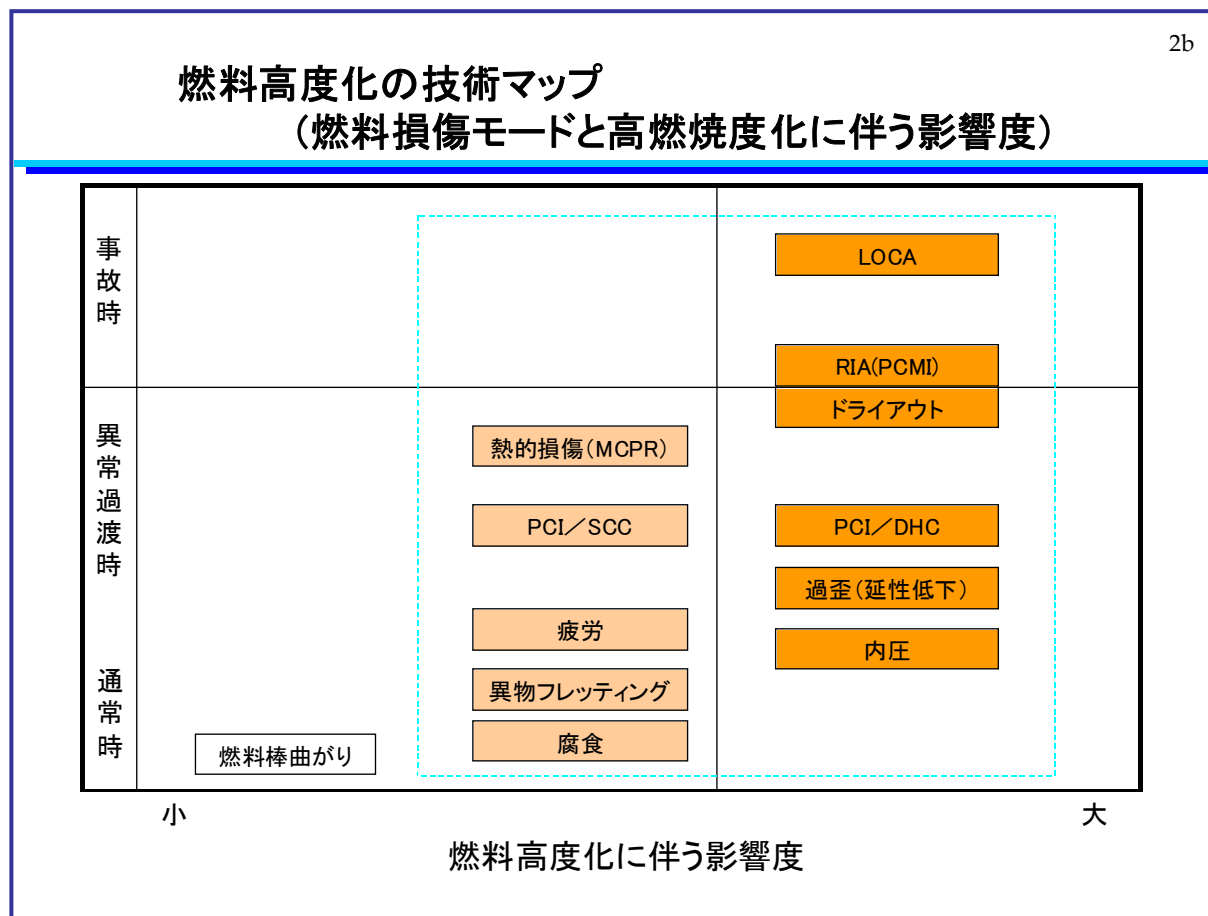 2b
燃料高度化の技術マップ
（燃料損傷モードと高燃焼度化に伴う影響度）
事故時
LOCA
RIA(PCMI)
ドライアウト
異常過渡時
熱的損傷(MCPR)
PCI／SCC
PCI／DHC
過歪(延性低下)
疲労
内圧
通常時
異物フレッティング
腐食
燃料棒曲がり
小
大
燃料高度化に伴う影響度